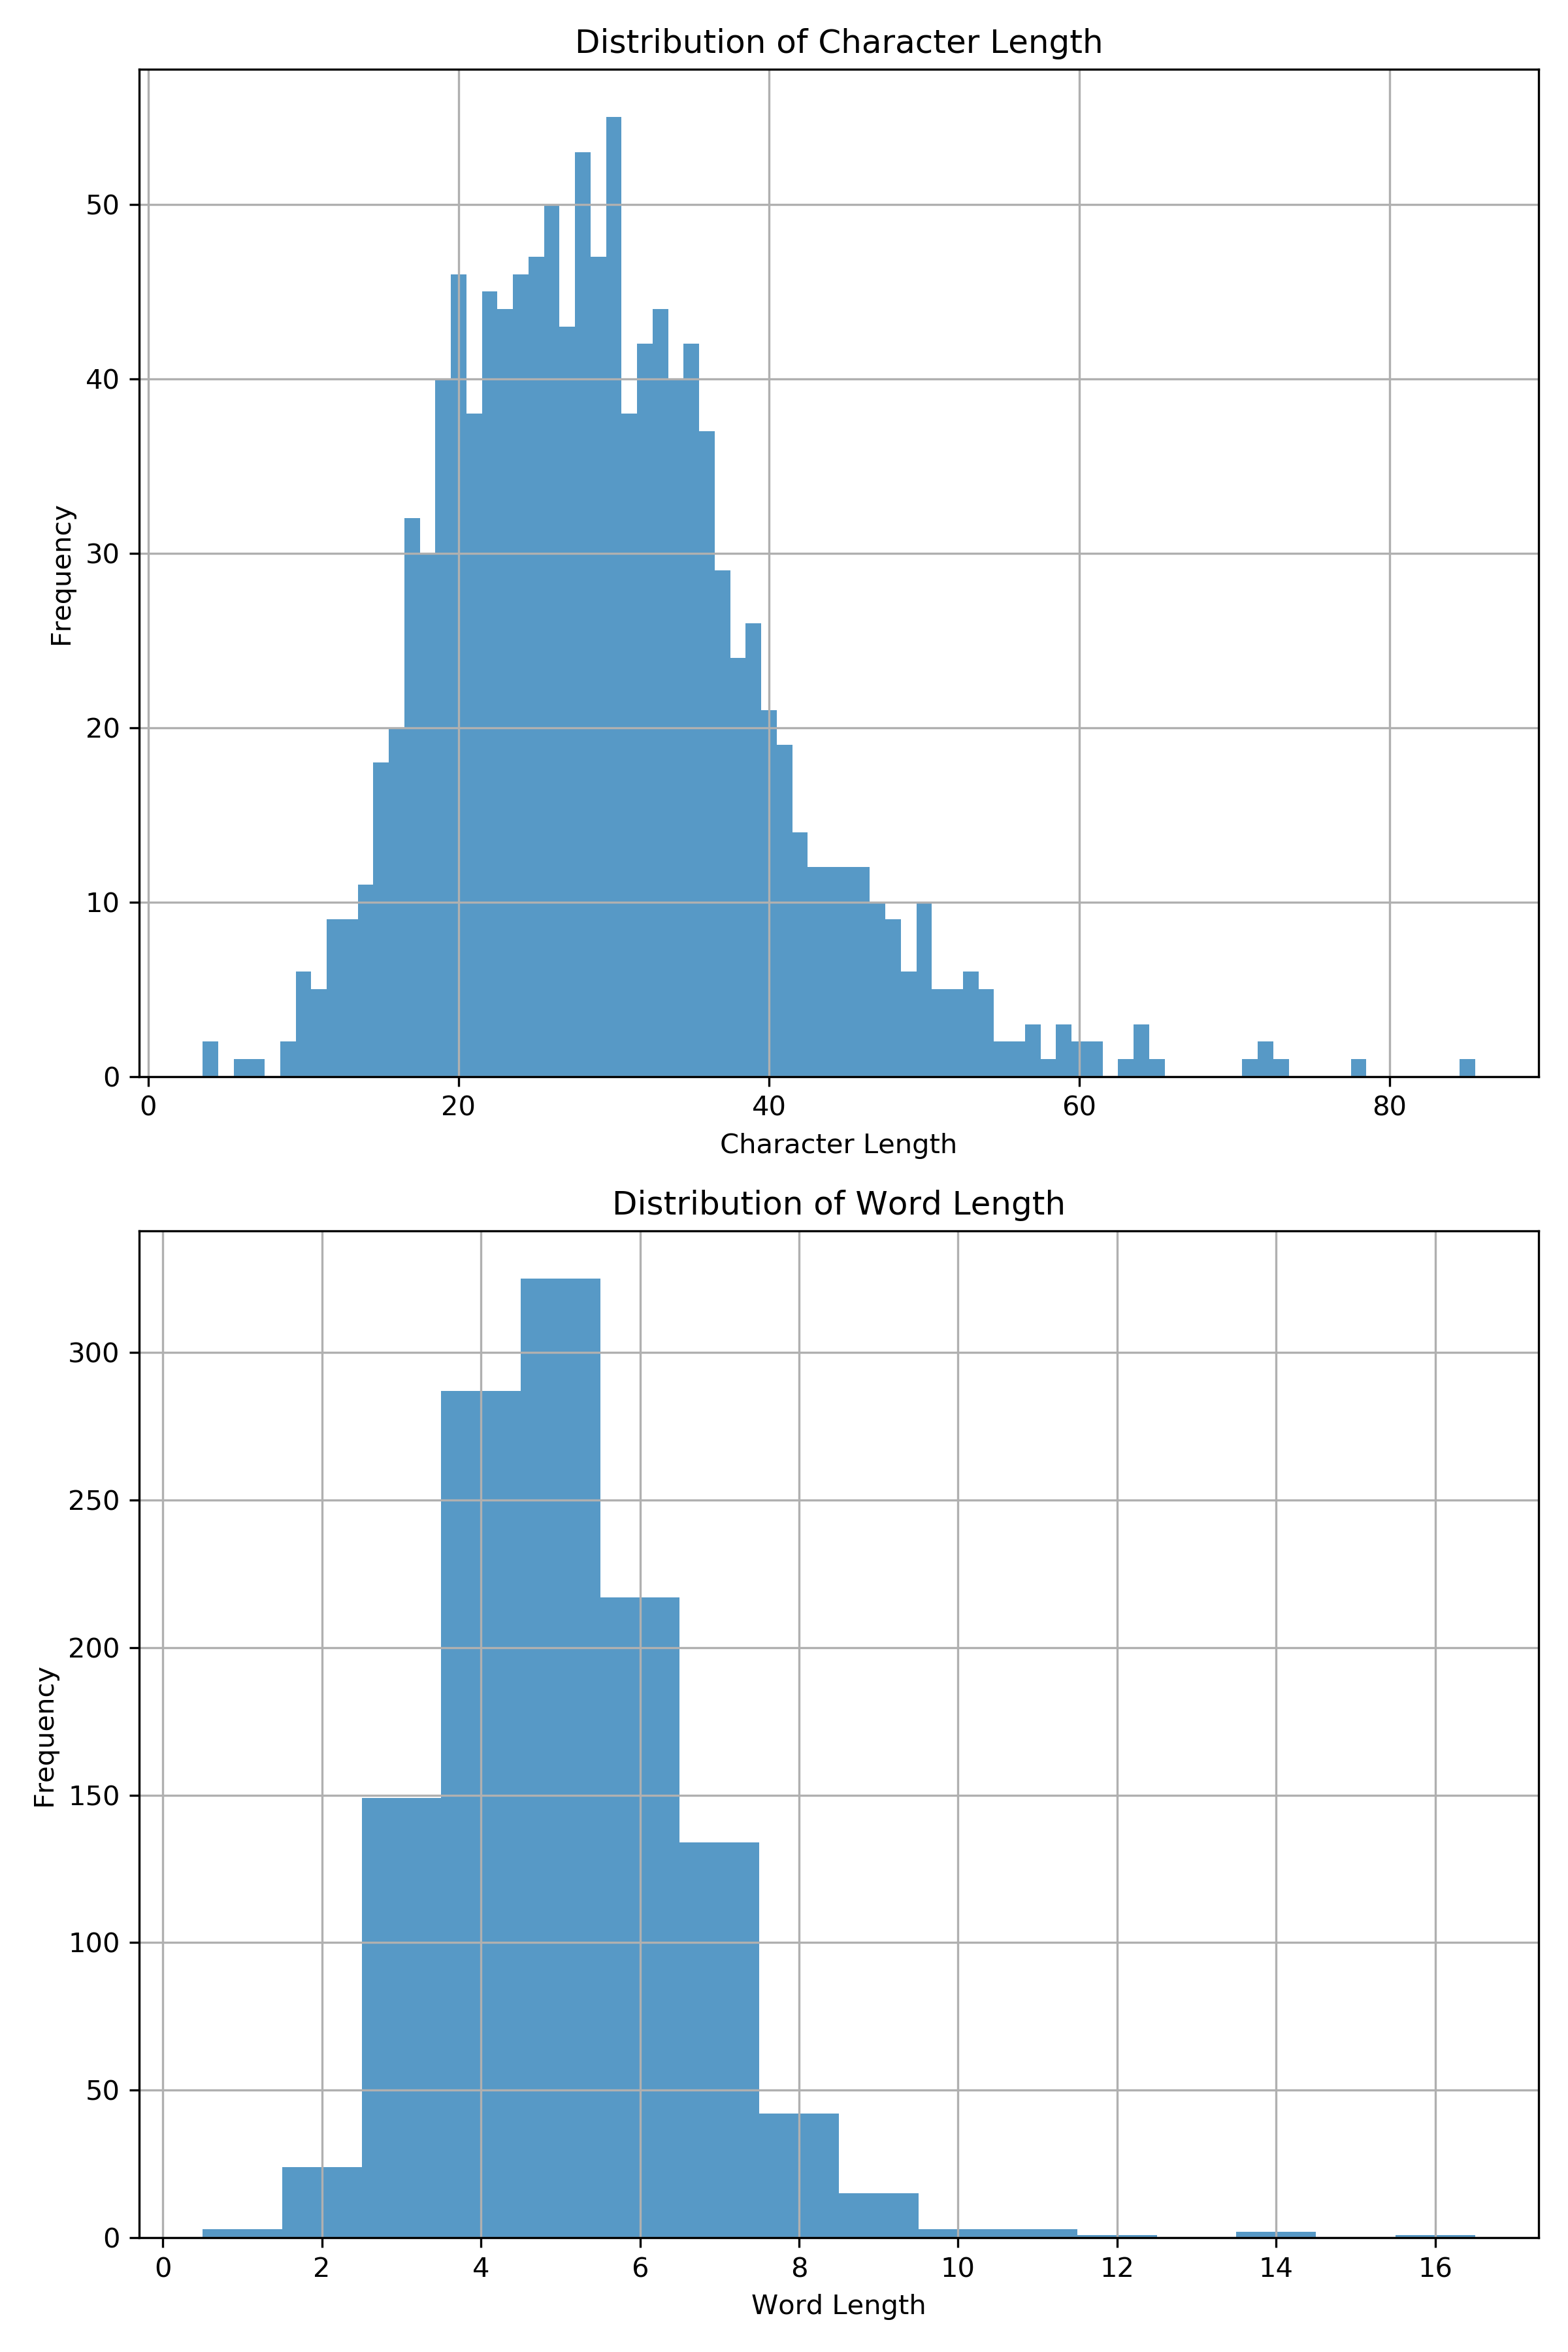 Distribution of Character Length
50
40
30
20
10
0
Frequency
0 20 40 60 80
Character Length
Distribution of Word Length
300
250
200
150
100
50
0
Frequency
0 2 4 6 8 10 12 14 16
Word Length